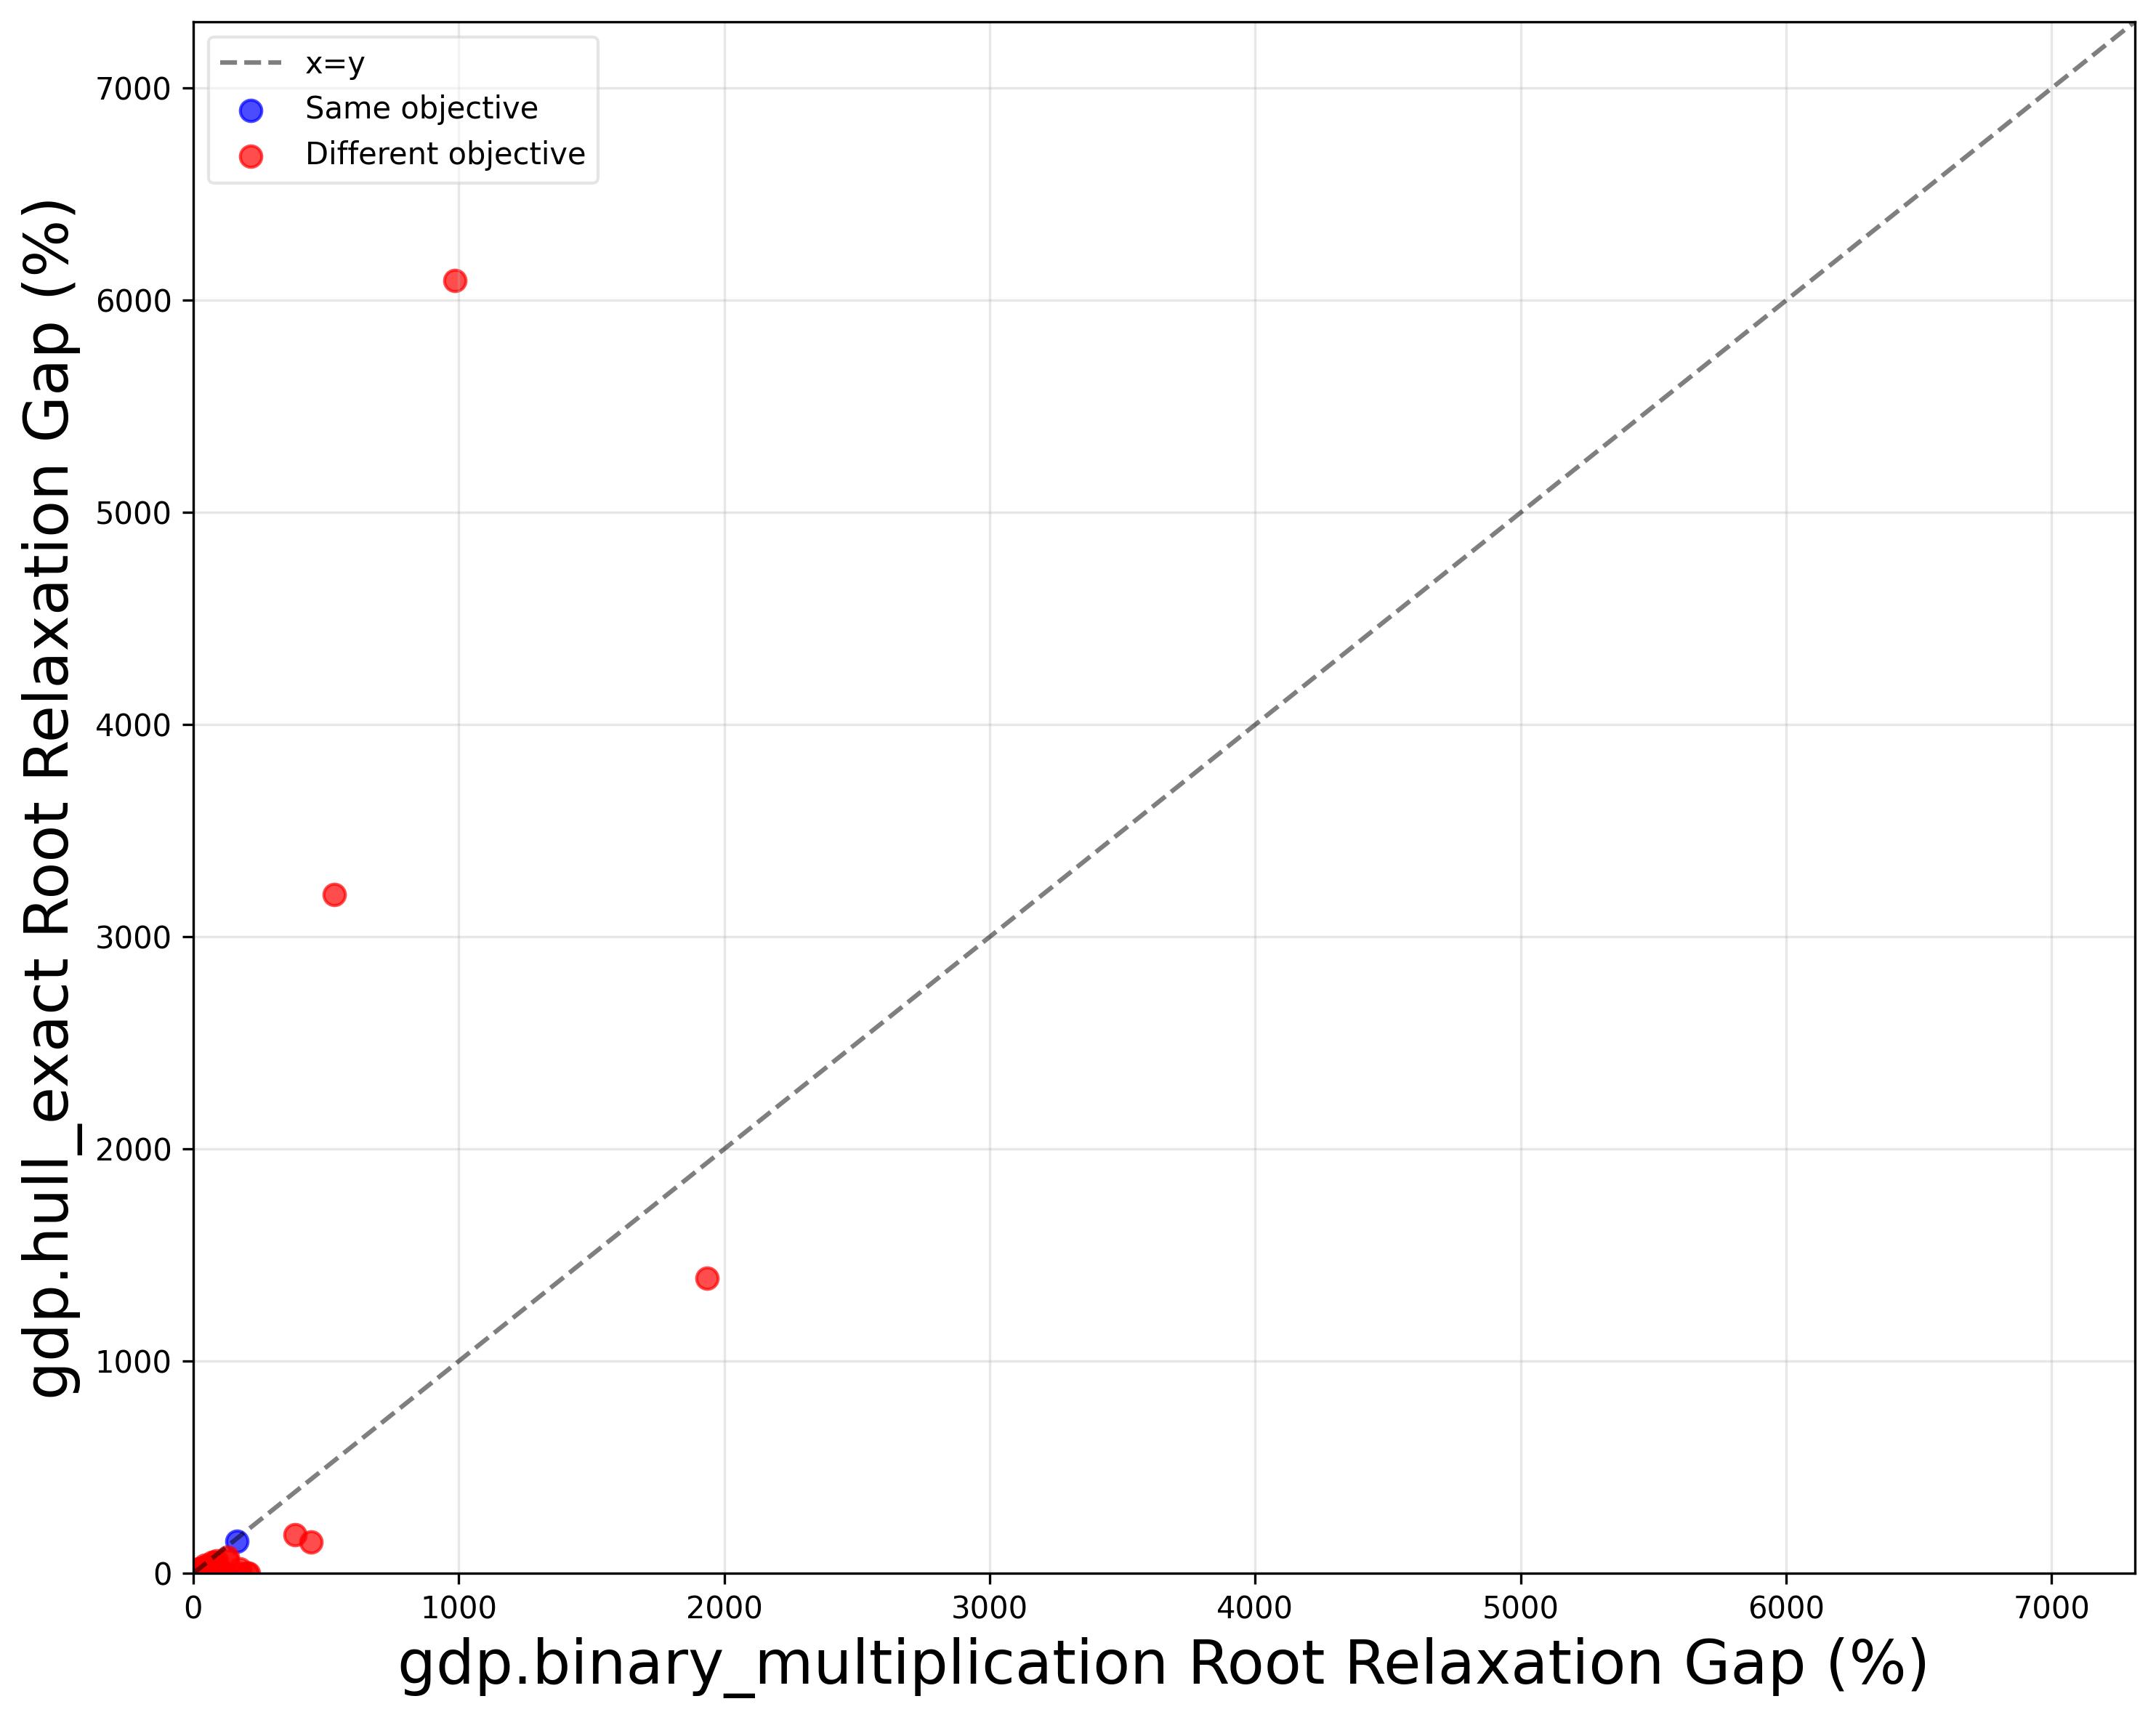 x=y
Same objective
Different objective
gdp.hull_exact Root Relaxation Gap (%)
7000
6000
5000
4000
3000
2000
1000
0
0 1000 2000 3000 4000 5000 6000 7000
gdp.binary_multiplication Root Relaxation Gap (%)